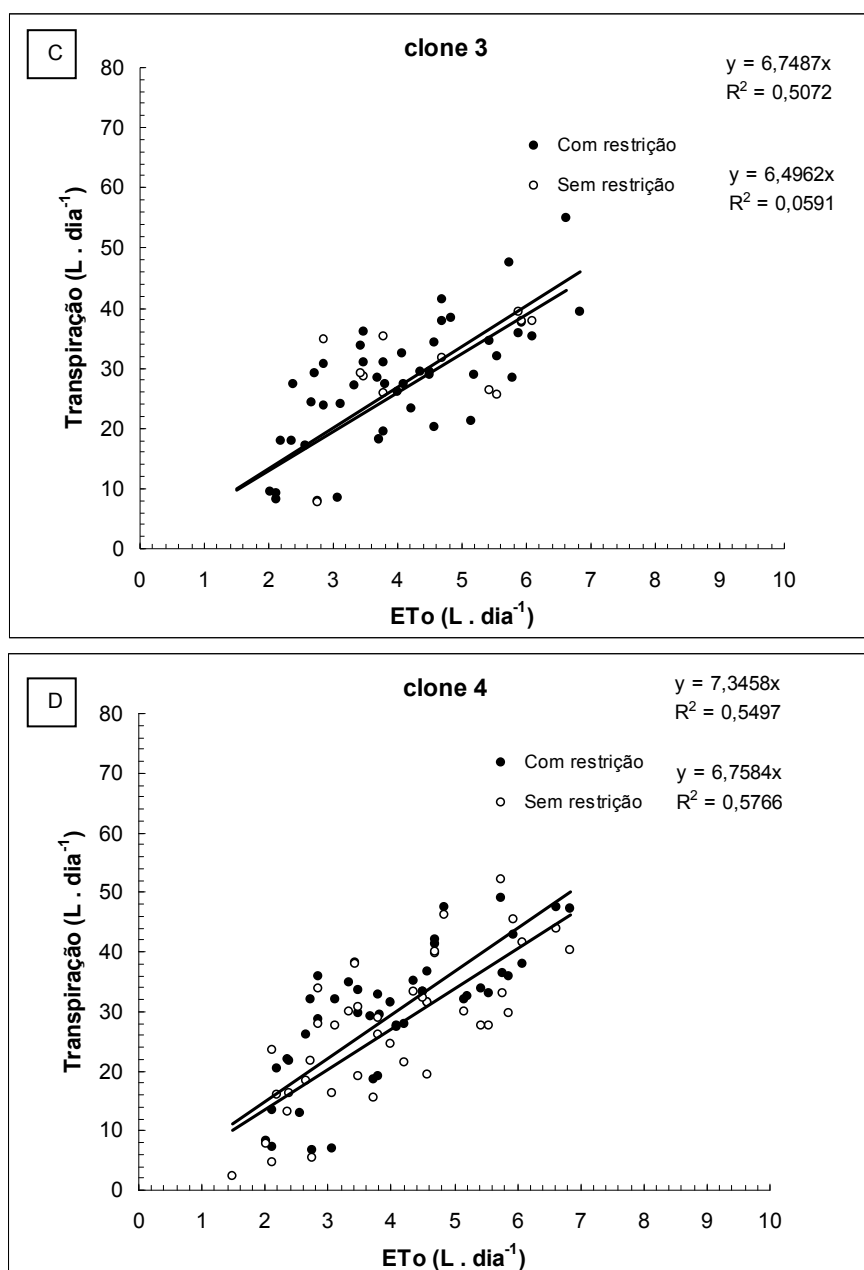 C
clone 3
y = 6,7487x
R² = 0,5072
Com restrição
Sem restrição
y = 6,4962x
R² = 0,0591
Transpiração (L . dia⁻¹)
80
70
60
50
40
30
20
10
0
0 1 2 3 4 5 6 7 8 9 10
ETo (L . dia⁻¹)
D
clone 4
y = 7,3458x
R² = 0,5497
Com restrição
Sem restrição
y = 6,7584x
R² = 0,5766
Transpiração (L . dia⁻¹)
80
70
60
50
40
30
20
10
0
0 1 2 3 4 5 6 7 8 9 10
ETo (L . dia⁻¹)